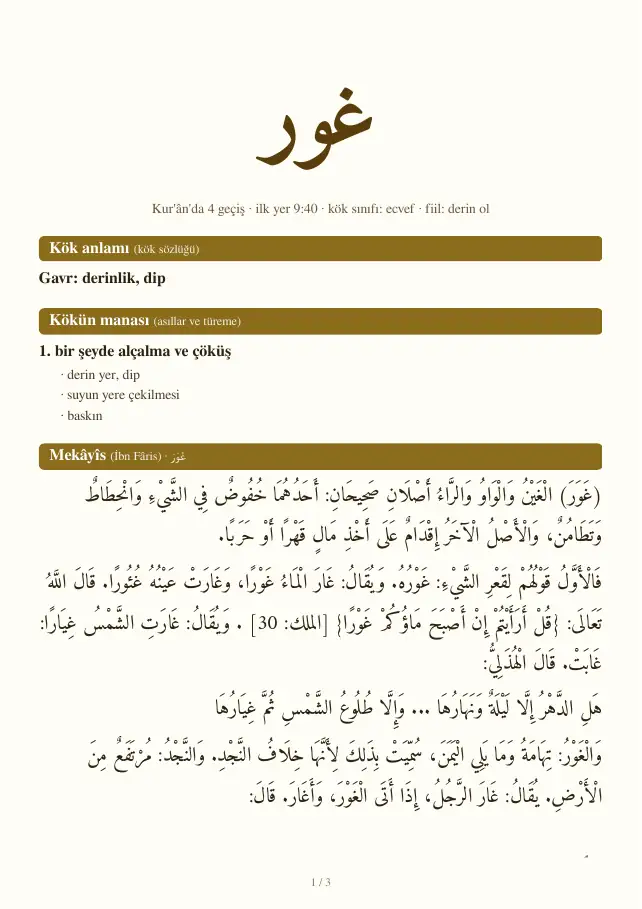 غور
Kur'ân'da 4 geçiş · ilk yer 9:40 · kök sınıfı: ecvef · fiil: derin ol
Kök anlamı (kök sözlüğü)
Gavr: derinlik, dip
Kökün manası (asıllar ve türeme)
1. bir şeyde alçalma ve çöküş
· derin yer, dip
· suyun yere çekilmesi
· baskın
Mekâyîs (İbn Fâris) · غَوَرَ
(غَوَرَ) الْغَيْنُ وَالْوَاوُ وَالرَّاءُ أَصْلَانِ صَحِيحَانِ: أَحَدُهُمَا خُفُوضٌ فِي الشَّيْءِ وَانْحِطَاطٌ
وَتَطَامُنٌ، وَالْأَصْلُ الْآخَرُ إِقْدَامٌ عَلَى أَخْذِ مَالٍ قَهْرًا أَوْ حَرَبًا.
فَالْأَوَّلُ قَوْلُهُمْ لِقَعْرِ الشَّيْءِ: غَوْرُهُ. وَيُقَالُ: غَارَ الْمَاءُ غَوْرًا، وَغَارَتْ عَيْنُهُ غُئُورًا. قَالَ اللَّهُ
تَعَالَى: {قُلْ أَرَأَيْتُمْ إِنْ أَصْبَحَ مَاؤُكُمْ غَوْرًا} [الملك: 30] . وَيُقَالُ: غَارَتِ الشَّمْسُ غِيَارًا:
غَابَتْ. قَالَ الْهُذَلِيُّ:
هَلِ الدَّهْرُ إِلَّا لَيْلَةٌ وَنَهَارُهَا ... وَإِلَّا طُلُوعُ الشَّمْسِ ثُمَّ غِيَارُهَا
وَالْغَوْرُ: تِهَامَةُ وَمَا يَلِي الْيَمَنَ، سُمِّيَتْ بِذَلِكَ لِأَنَّهَا خِلَافُ النَّجْدِ. وَالنَّجْدُ: مُرْتَفَعٌ مِنَ
الْأَرْضِ. يُقَالُ: غَارَ الرَّجُلُ، إِذَا أَتَى الْغَوْرَ، وَأَغَارَ. قَالَ:
1 / 3